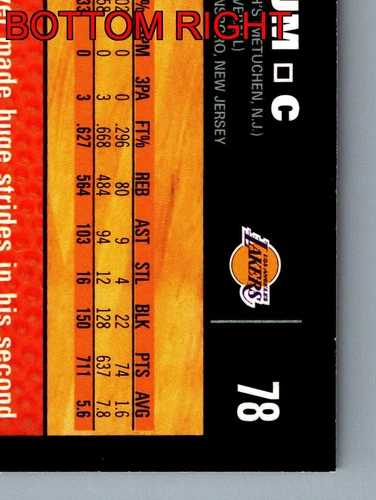 BOTTOM RIGHT
UM C
H'S, METUCHEN, N.J.)
NSBORO, NEW JERSEY
LOS ANGELES
LAKERS
78
3PA FT% REB AST STL BLK PTS AVG
0 .296 80 9 4 22 74 1.6
3 .668 484 94 12 128 637 7.8
3 .627 564 103 16 150 711 5.6
made huge strides in his second